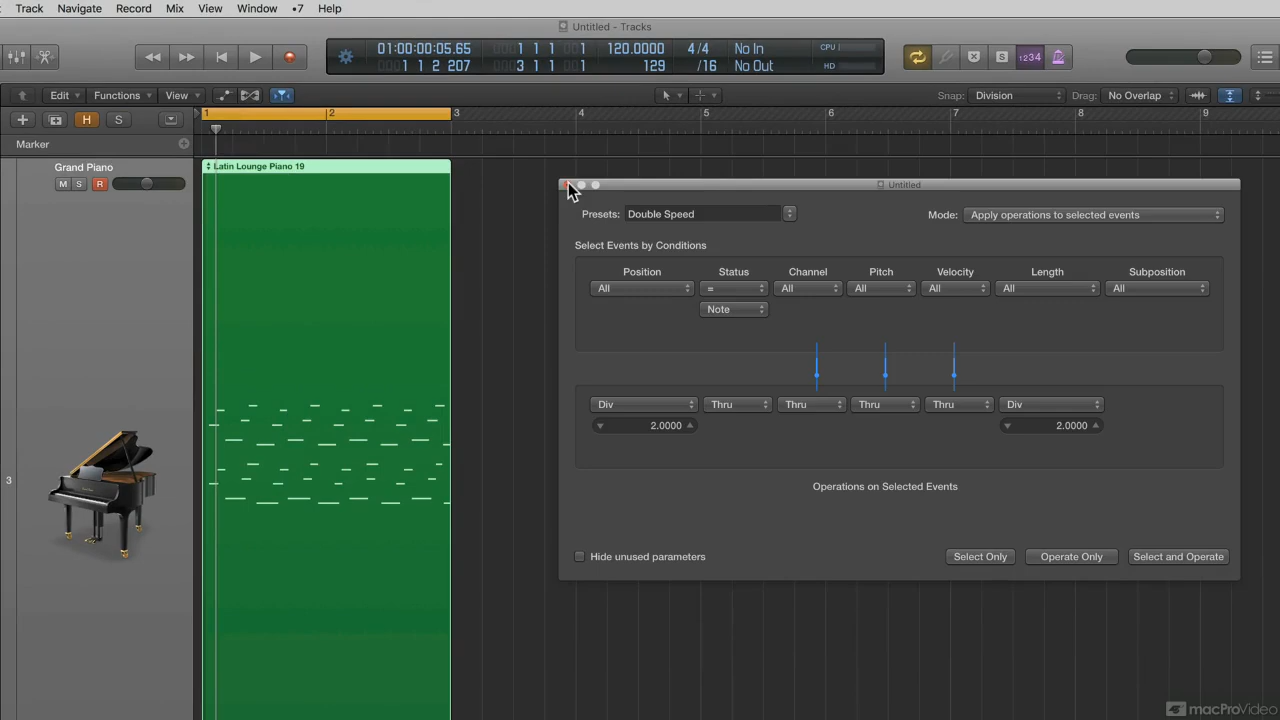 Track Navigate Record Mix View Window •7 Help
Untitled - Tracks
01:00:00:05.65 1 1 1 1 120.0000 4/4 No In CPU
1 1 2 207 3 1 1 1 129 /16 No Out HD
S 1234
Edit Functions View Snap: Division Drag: No Overlap
H S 1 2 3 4 5 6 7 8 9
Marker
Grand Piano
M S R
Latin Lounge Piano 19
3
Untitled
Presets: Double Speed Mode: Apply operations to selected events
Select Events by Conditions
Position Status Channel Pitch Velocity Length Subposition
All = All All All All All
Note
Div Thru Thru Thru Thru Div
2.0000 2.0000
Operations on Selected Events
Hide unused parameters Select Only Operate Only Select and Operate
macProVideo